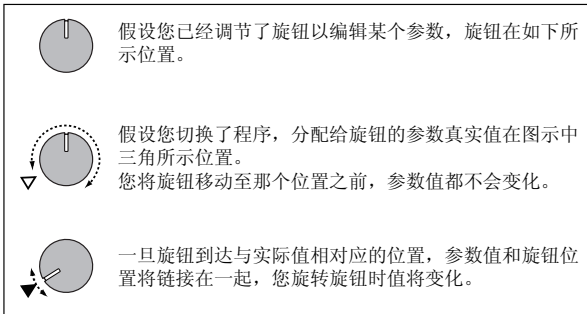 假设您已经调节了旋钮以编辑某个参数，旋钮在如下所
示位置。
假设您切换了程序，分配给旋钮的参数真实值在图示中
三角所示位置。
您将旋钮移动至那个位置之前，参数值都不会变化。
一旦旋钮到达与实际值相对应的位置，参数值和旋钮位
置将链接在一起，您旋转旋钮时值将变化。